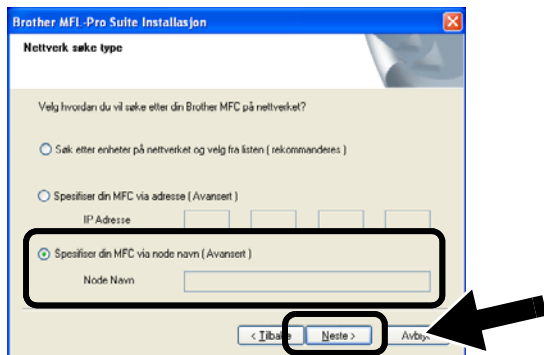 Brother MFL-Pro Suite Installasjon
Nettverk søke type
Velg hvordan du vil søke etter din Brother MFC på nettverket?
Søk etter enheter på nettverket og velg fra listen ( rekommanderes )
Spesifiser din MFC via adresse ( Avansert )
IP Adresse
Spesifiser din MFC via node navn ( Avansert )
Node Navn
< Tilbake Neste >